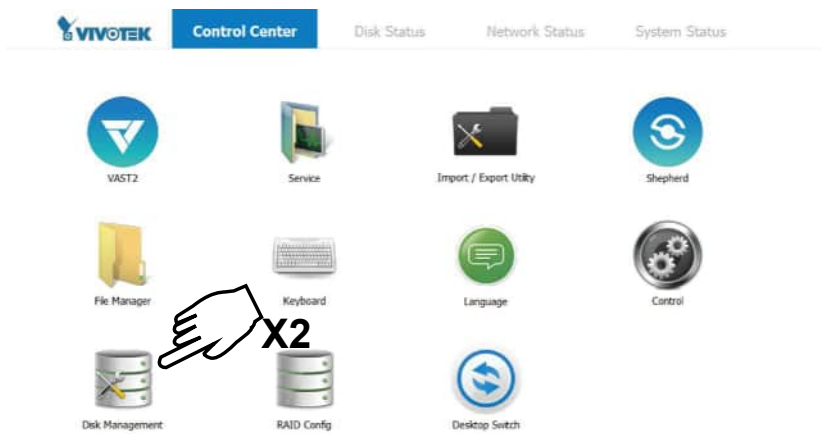 VIVOTEK Control Center Disk Status Network Status System Status
VAST2 Service Import / Export Utility Shepherd
File Manager Keyboard Language Control
X2
Disk Management RAID Config Desktop Switch